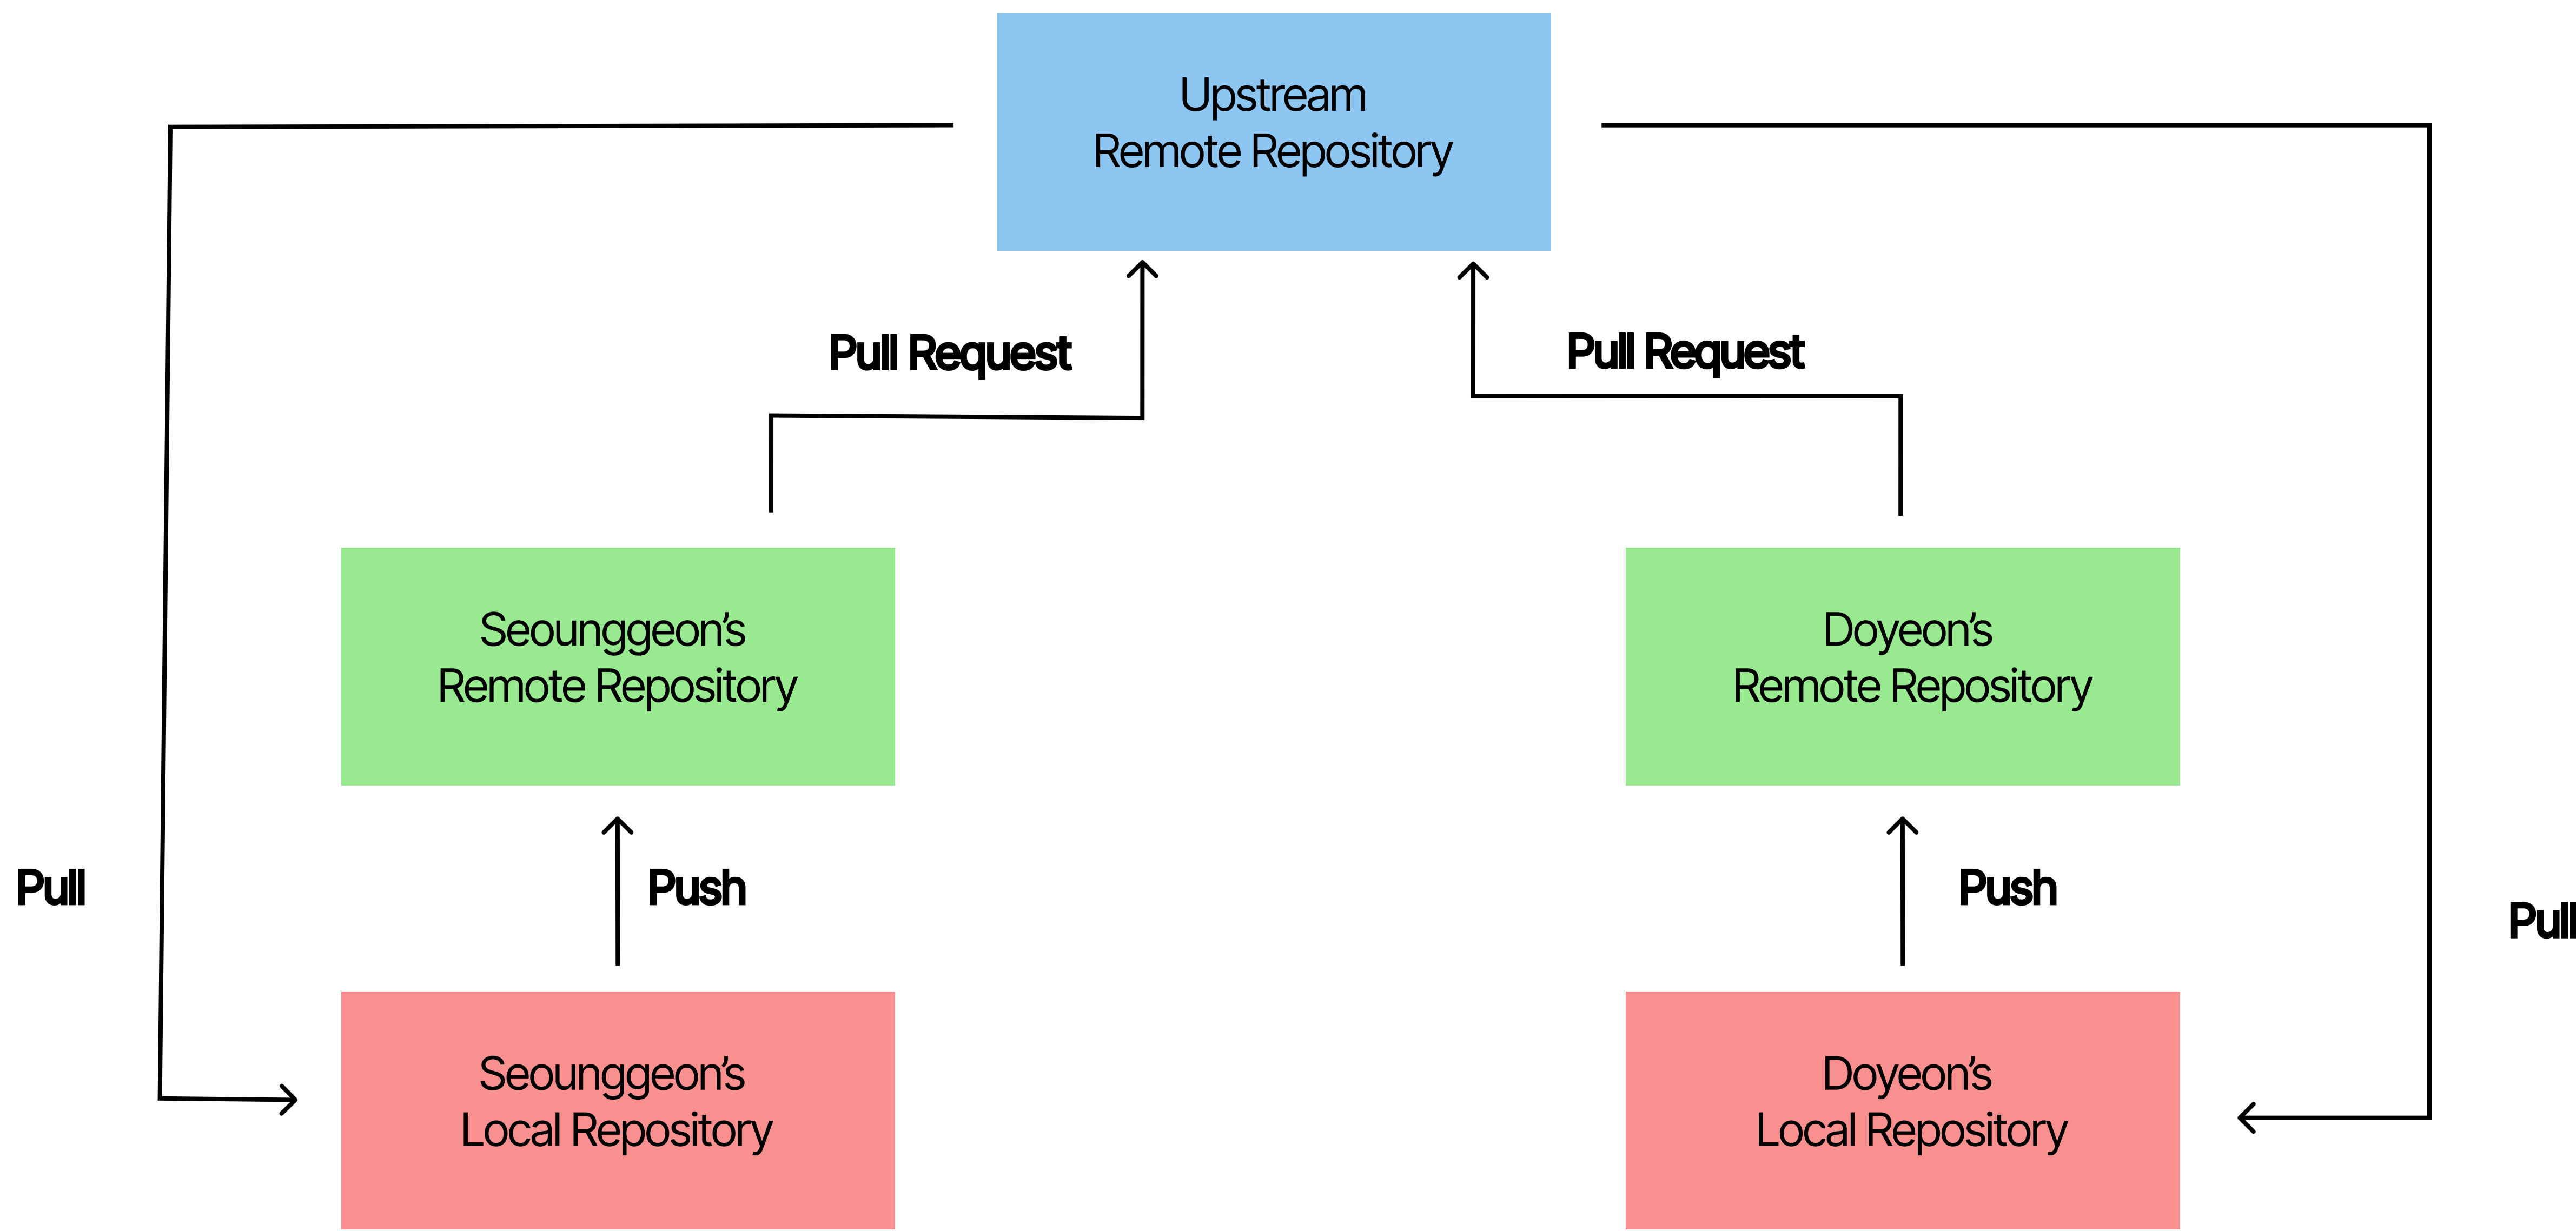 Upstream
Remote Repository
Pull Request
Pull Request
Seounggeon’s
Remote Repository
Doyeon’s
Remote Repository
Pull
Push
Push
Pull
Seounggeon’s
Local Repository
Doyeon’s
Local Repository